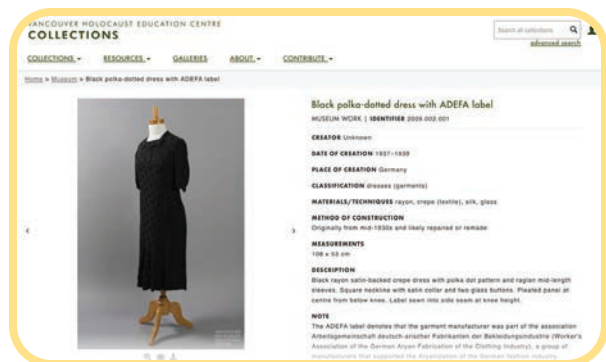 VANCOUVER HOLOCAUST EDUCATION CENTRE
COLLECTIONS
Search all collections
advanced search
COLLECTIONS
RESOURCES
GALLERIES
ABOUT
CONTRIBUTE
Home » Museum » Black polka-dotted dress with ADEFA label
Black polka-dotted dress with ADEFA label
MUSEUM WORK | IDENTIFIER 2009.002.001
CREATOR Unknown
DATE OF CREATION 1937–1939
PLACE OF CREATION Germany
CLASSIFICATION dresses (garments)
MATERIALS/TECHNIQUES rayon, crepe (textile), silk, glass
METHOD OF CONSTRUCTION
Originally from mid-1930s and likely repaired or remade
MEASUREMENTS
108 x 53 cm
DESCRIPTION
Black rayon satin-backed crepe dress with polka dot pattern and raglan mid-length
sleeves. Square neckline with satin collar and two glass buttons. Pleated panel at
centre from below knee. Label sewn into side seam at knee height.
NOTE
The ADEFA label denotes that the garment manufacturer was part of the association
Arbeitsgemeinschaft deutsch-arischer Fabrikanten der Bekleidungsindustrie (Worker's
Association of the German Aryan Fabrication of the Clothing Industry), a group of
manufacturers that supported the Aryanization of the German fashion industry.